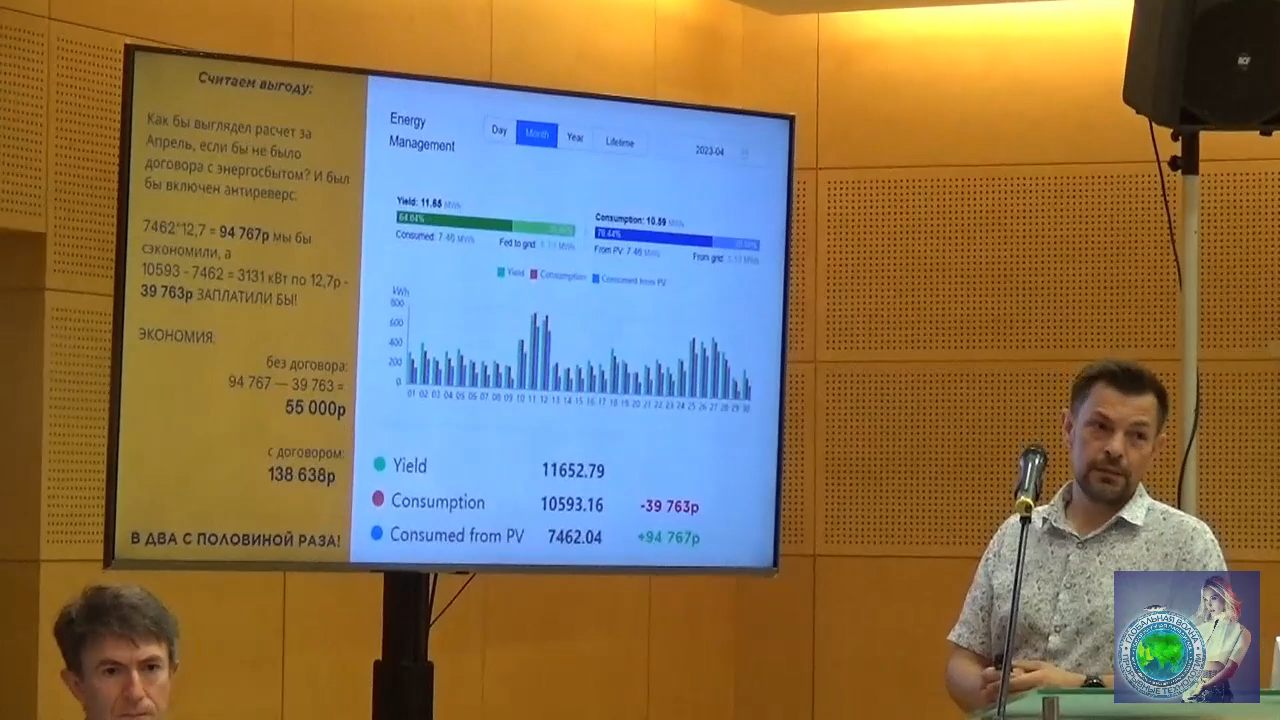 Считаем выгоду:
Как бы выглядел расчет за
Апрель, если бы не было
договора с энергосбытом? И был
бы включен антиреверс:
7462*12,7 = 94 767р мы бы
сэкономили, а
10593 - 7462 = 3131 кВт по 12,7р -
39 763р ЗАПЛАТИЛИ БЫ!
ЭКОНОМИЯ:
без договора:
94 767 — 39 763 =
55 000р
с договором:
138 638р
В ДВА С ПОЛОВИНОЙ РАЗА!
Energy
Management
Day Month Year Lifetime
2023-04
Yield: 11.65 MWh
64.04%
Consumed: 7.46 MWh
Fed to grid:
Consumption: 10.59 MWh
70.44%
From PV: 7.46 MWh
From grid:
Yield Consumption Consumed from PV
kWh
800
600
400
200
0
01 02 03 04 05 06 07 08 09 10 11 12 13 14 15 16 17 18 19 20 21 22 23 24 25 26 27 28 29 30
Yield 11652.79
Consumption 10593.16 -39 763р
Consumed from PV 7462.04 +94 767р
RCF
ГЛОБАЛЬНАЯ ВОЛНА